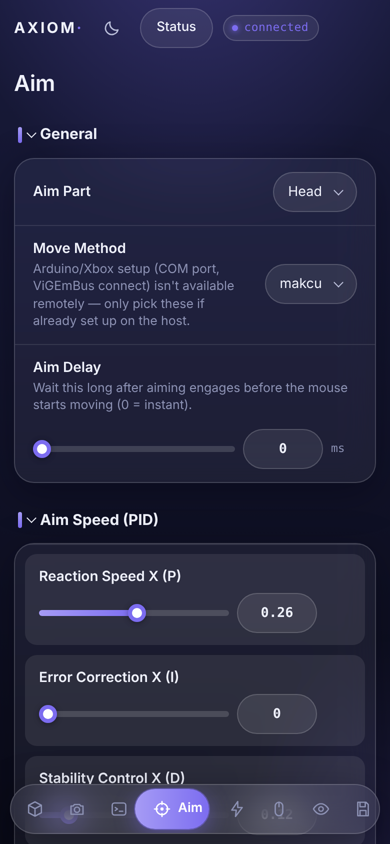 AXIOM
Status
connected
Aim
General
Aim Part
Head
Move Method
Arduino/Xbox setup (COM port,
ViGEmBus connect) isn't available
remotely — only pick these if
already set up on the host.
makcu
Aim Delay
Wait this long after aiming engages before the mouse
starts moving (0 = instant).
0
ms
Aim Speed (PID)
Reaction Speed X (P)
0.26
Error Correction X (I)
0
Stability Control X (D)
Aim